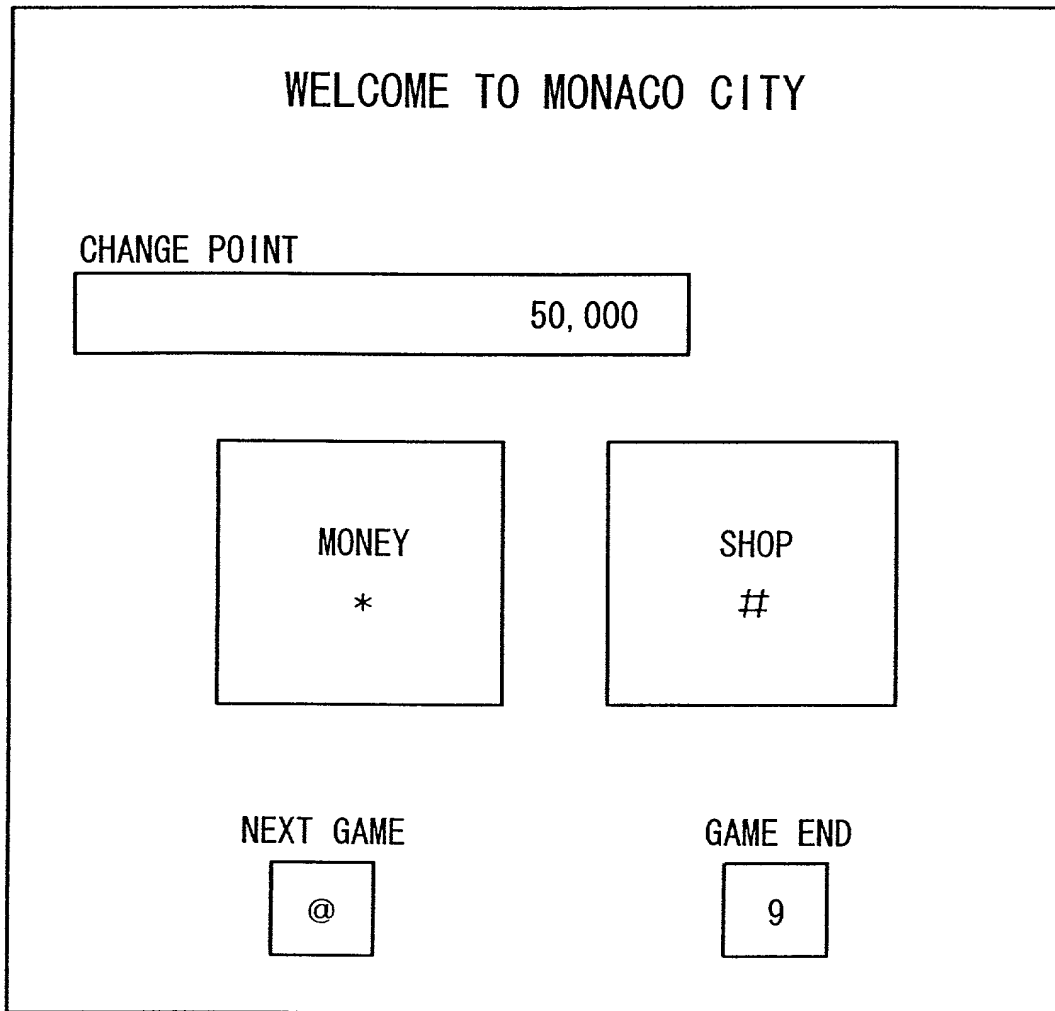 WELCOME TO MONACO CITY
CHANGE POINT
50,000
MONEY
*
SHOP
#
NEXT GAME
@
GAME END
9